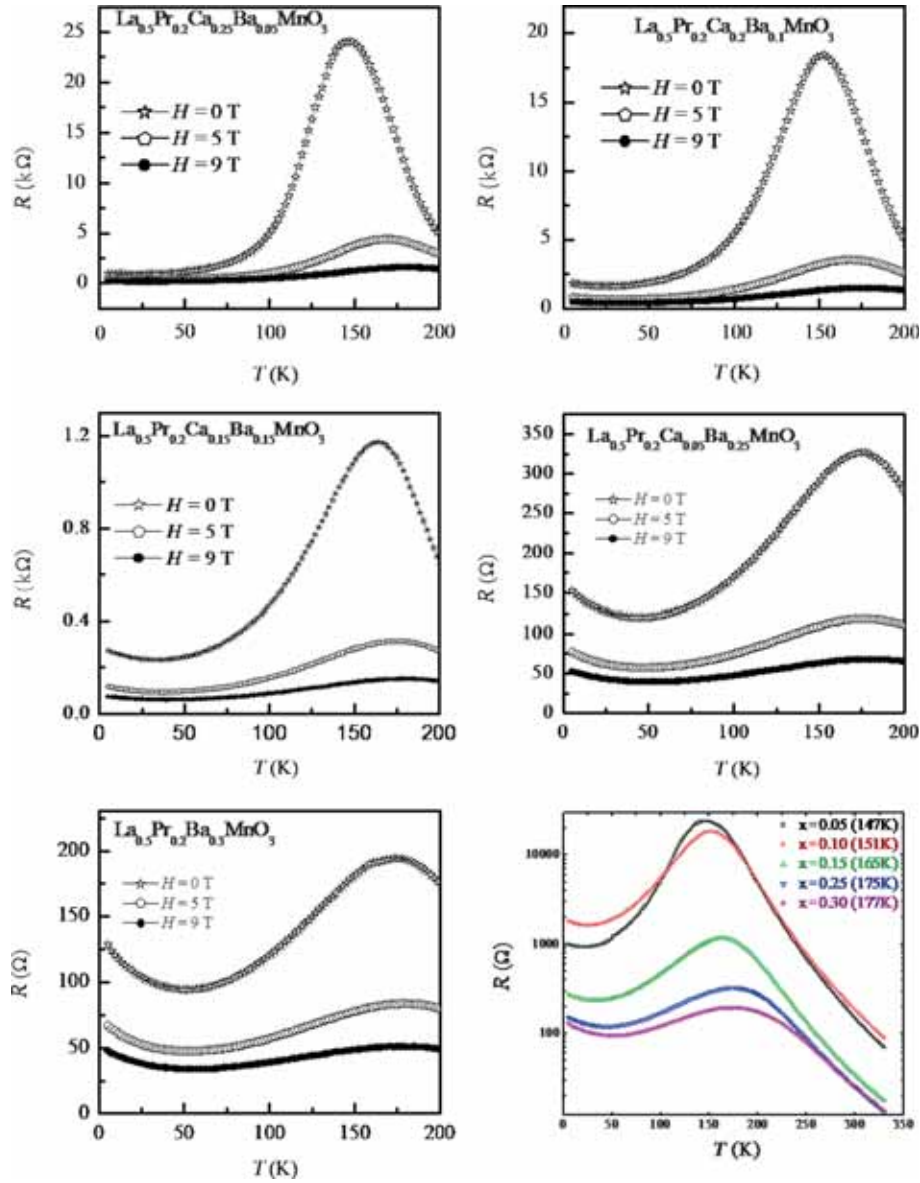 La0.5Pr0.2Ca0.25Ba0.05MnO3
25
20
15
10
5
0
R (kΩ)
H = 0 T
H = 5 T
H = 9 T
0 50 100 150 200
T (K)
La0.5Pr0.2Ca0.2Ba0.1MnO3
20
15
10
5
0
R (kΩ)
H = 0 T
H = 5 T
H = 9 T
0 50 100 150 200
T (K)
La0.5Pr0.2Ca0.15Ba0.15MnO3
1.2
0.8
0.4
0.0
R (kΩ)
H = 0 T
H = 5 T
H = 9 T
0 50 100 150 200
T (K)
La0.5Pr0.2Ca0.05Ba0.25MnO3
350
300
250
200
150
100
50
0
R (Ω)
H = 0 T
H = 5 T
H = 9 T
0 50 100 150 200
T (K)
La0.5Pr0.2Ba0.3MnO3
200
150
100
50
0
R (Ω)
H = 0 T
H = 5 T
H = 9 T
0 50 100 150 200
T (K)
x=0.05 (147K)
x=0.10 (151K)
x=0.15 (165K)
x=0.25 (175K)
x=0.30 (177K)
10000
1000
100
R (Ω)
0 50 100 150 200 250 300 350
T (K)